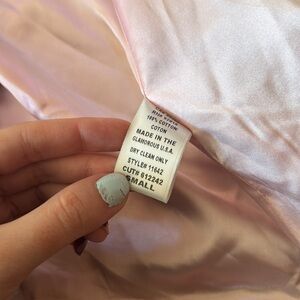 100% COTTON
COTON
MADE IN THE
GLAMOROUS U.S.A.
DRY CLEAN ONLY
STYLE# 11642
CUT# 612242
SMALL